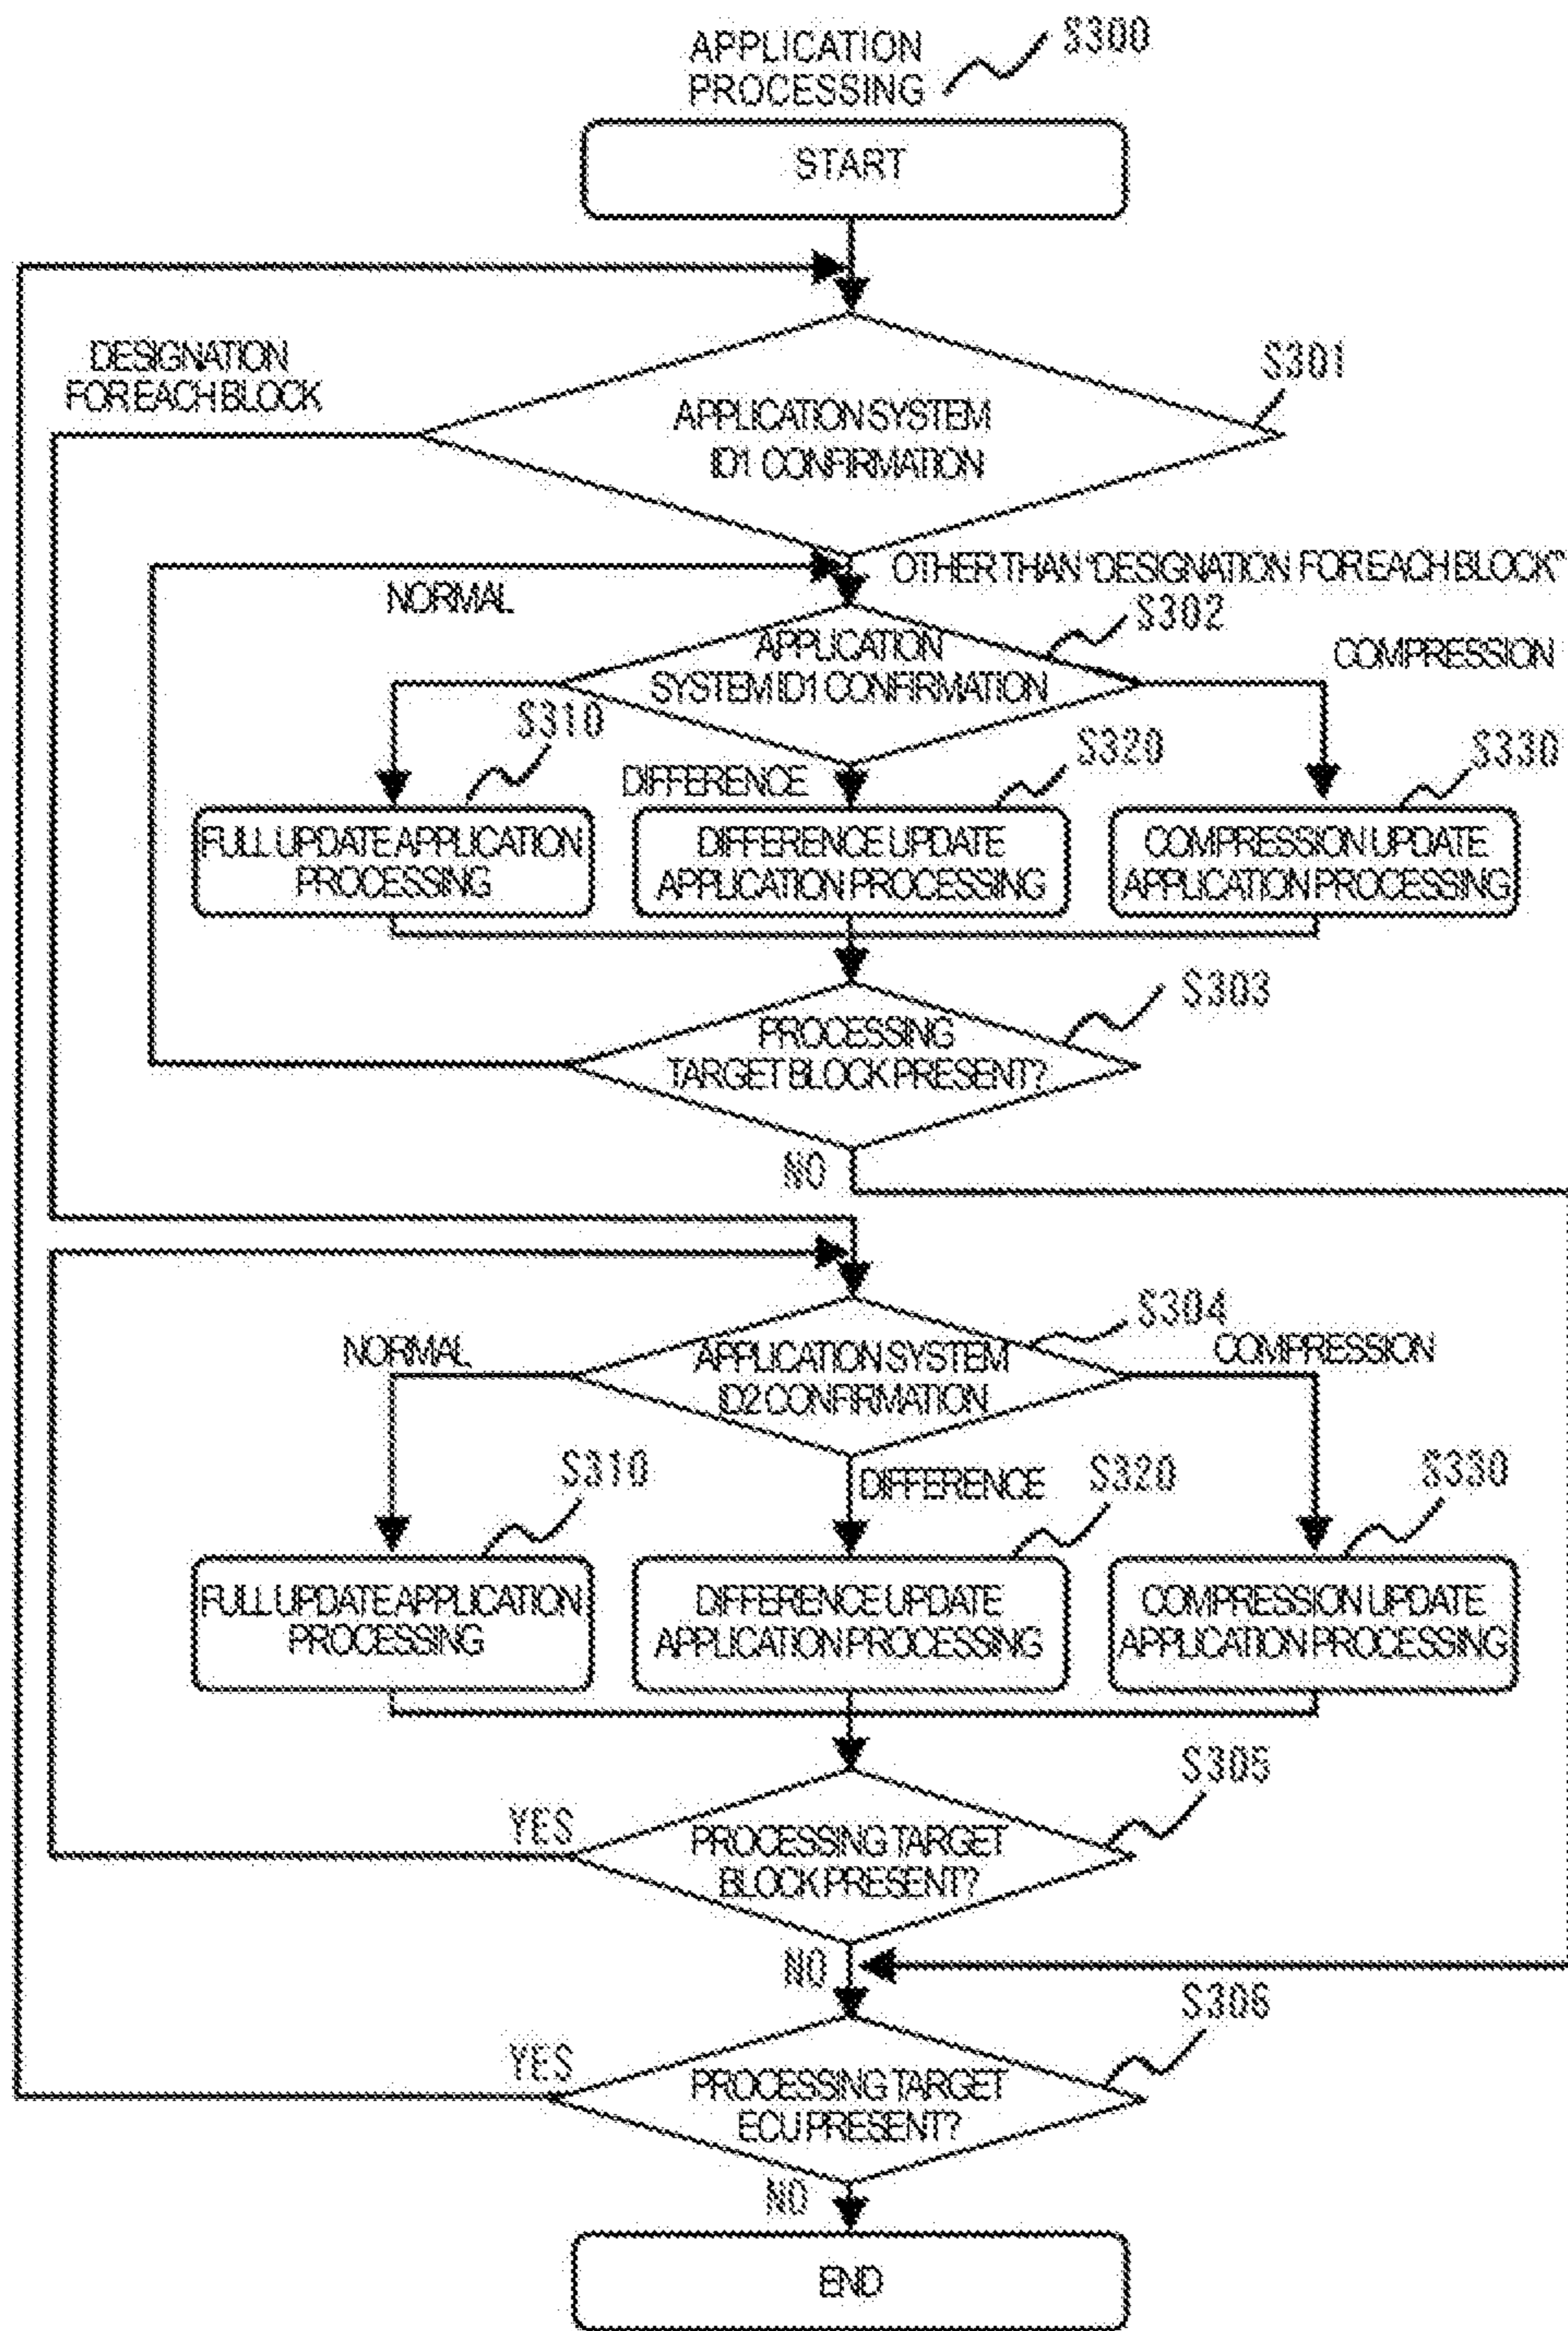 APPLICATION
PROCESSING
S300
START
DESIGNATION
FOR EACH BLOCK
S301
APPLICATION SYSTEM
ID1 CONFIRMATION
OTHER THAN "DESIGNATION FOR EACH BLOCK"
NORMAL
S302
APPLICATION
SYSTEM ID1 CONFIRMATION
COMPRESSION
S310
DIFFERENCE
S320
S330
FULL UPDATE APPLICATION
PROCESSING
DIFFERENCE UPDATE
APPLICATION PROCESSING
COMPRESSION UPDATE
APPLICATION PROCESSING
S303
PROCESSING
TARGET BLOCK PRESENT?
NO
S304
NORMAL
APPLICATION SYSTEM
ID2 CONFIRMATION
COMPRESSION
S310
DIFFERENCE
S320
S330
FULL UPDATE APPLICATION
PROCESSING
DIFFERENCE UPDATE
APPLICATION PROCESSING
COMPRESSION UPDATE
APPLICATION PROCESSING
S305
YES
PROCESSING TARGET
BLOCK PRESENT?
NO
S306
YES
PROCESSING TARGET
ECU PRESENT?
NO
END